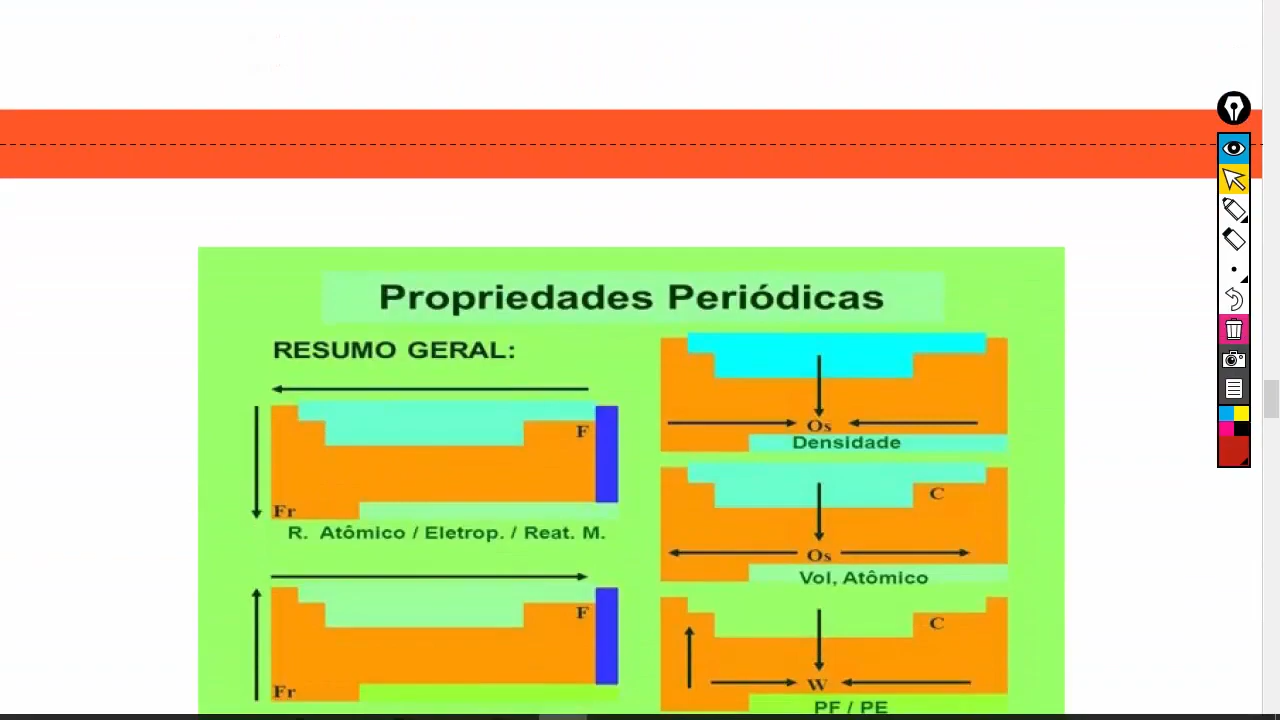 Propriedades Periódicas
RESUMO GERAL:
F
Fr
R. Atômico / Eletrop. / Reat. M.
F
Fr
Os
Densidade
C
Os
Vol, Atômico
C
W
PF / PE